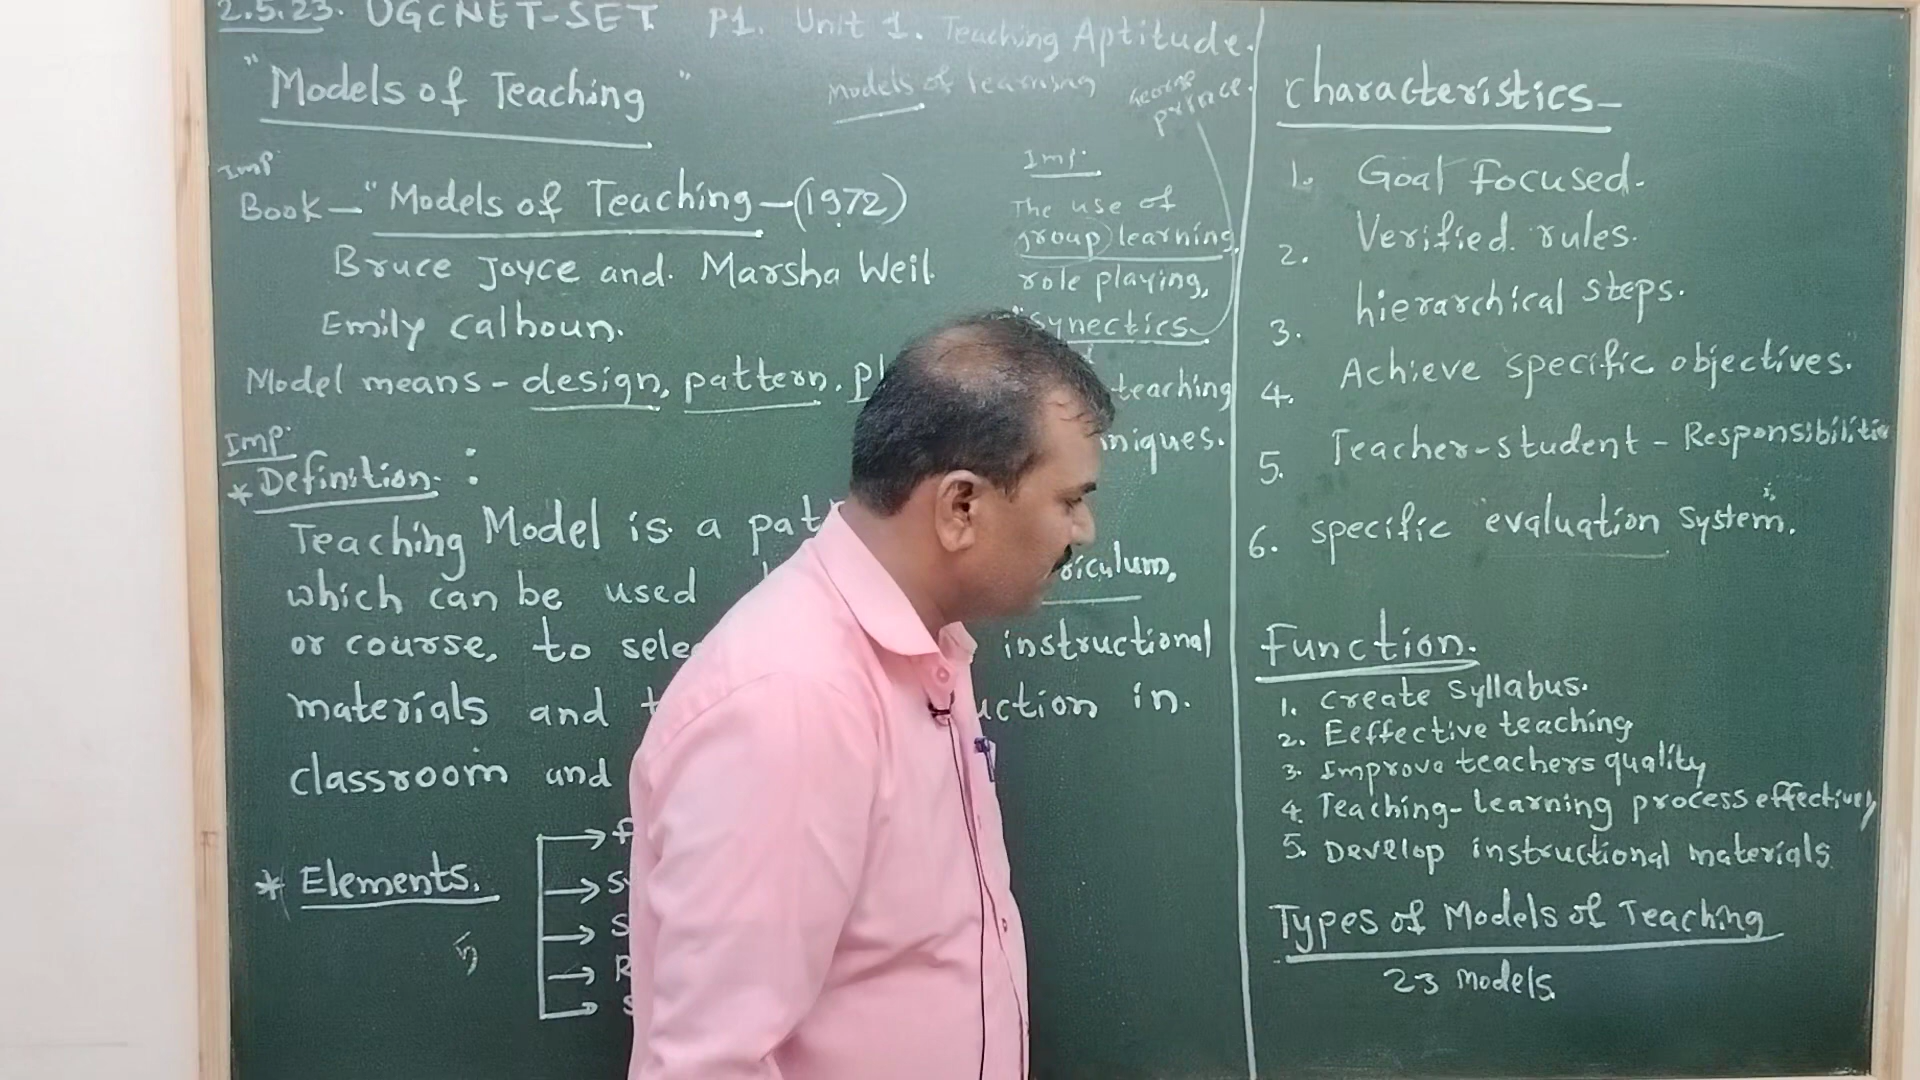 2.5.23. UGCNET-SET P1. Unit 1. Teaching Aptitude.
"Models of Teaching"
models of learning
prince.
Imp
Book - "Models of Teaching - (1972)
Bruce Joyce and Marsha Weil.
Emily Calhoun.
Model means - design, pattern,
Imp.
* Definition :
Teaching Model is a
which can be used riculum,
or course, to instructional
materials and uction in.
classroom and
* Elements.
5
Imp.
The use of
group learning,
role playing,
"synectics
teaching
niques.
Characteristics -
1. Goal focused.
2. Verified rules.
3. hierarchical steps.
4. Achieve specific objectives.
5. Teacher-student - Responsibilities
6. specific evaluation system.
Function.
1. Create syllabus.
2. Eeffective teaching
3. Improve teachers quality
4. Teaching-learning process effectively
5. Develop instructional materials.
Types of Models of Teaching
23 models.